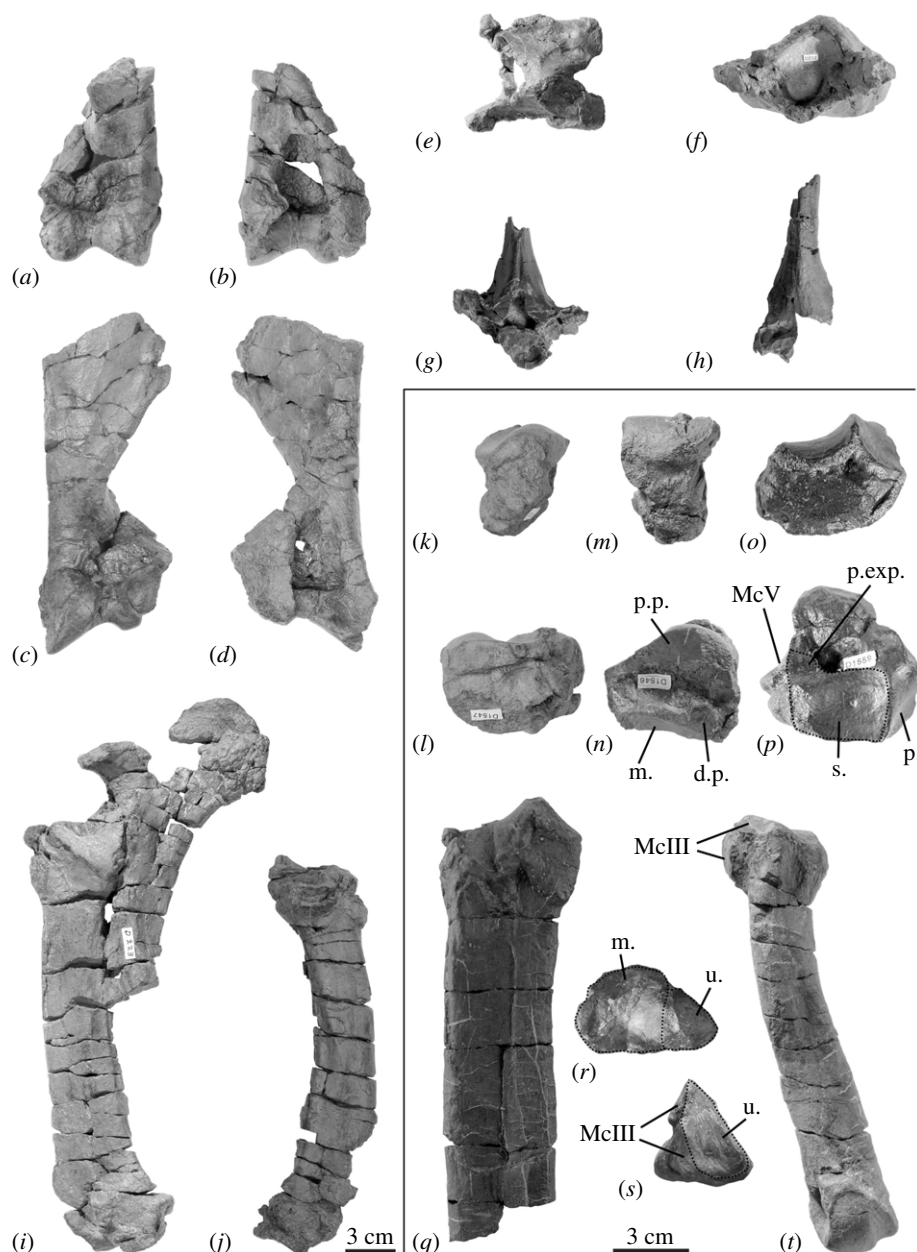 (e)
(f)
(a)
(b)
(g)
(h)
(c)
(d)
(k)
(m)
(o)
McV
p.exp.
p.p.
D1546
D1547
(l)
(n)
(p)
p.
m.
d.p.
s.
McIII
m.
u.
(r)
McIII
u.
(s)
(i)
(j)
3 cm
(q)
3 cm
(t)